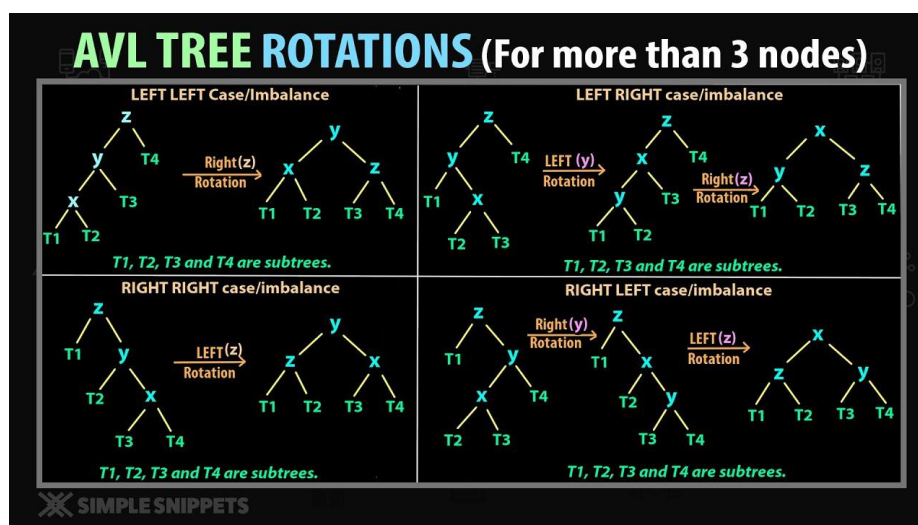 AVL TREE ROTATIONS (For more than 3 nodes)
LEFT LEFT Case/Imbalance
z
y
T4
x
T3
T1 T2
Right(z)
Rotation
y
x z
T1 T2 T3 T4
T1, T2, T3 and T4 are subtrees.
LEFT RIGHT case/imbalance
z
y T4
T1 x
T2 T3
LEFT (y)
Rotation
z
x T4
y T3
T1 T2
Right(z)
Rotation
x
y z
T1 T2 T3 T4
T1, T2, T3 and T4 are subtrees.
RIGHT RIGHT case/imbalance
z
T1 y
T2 x
T3 T4
LEFT(z)
Rotation
y
z x
T1 T2 T3 T4
T1, T2, T3 and T4 are subtrees.
RIGHT LEFT case/imbalance
z
T1 y
x T4
T2 T3
Right(y)
Rotation
z
T1 x
T2 y
T3 T4
LEFT(z)
Rotation
x
z y
T1 T2 T3 T4
T1, T2, T3 and T4 are subtrees.
SIMPLE SNIPPETS